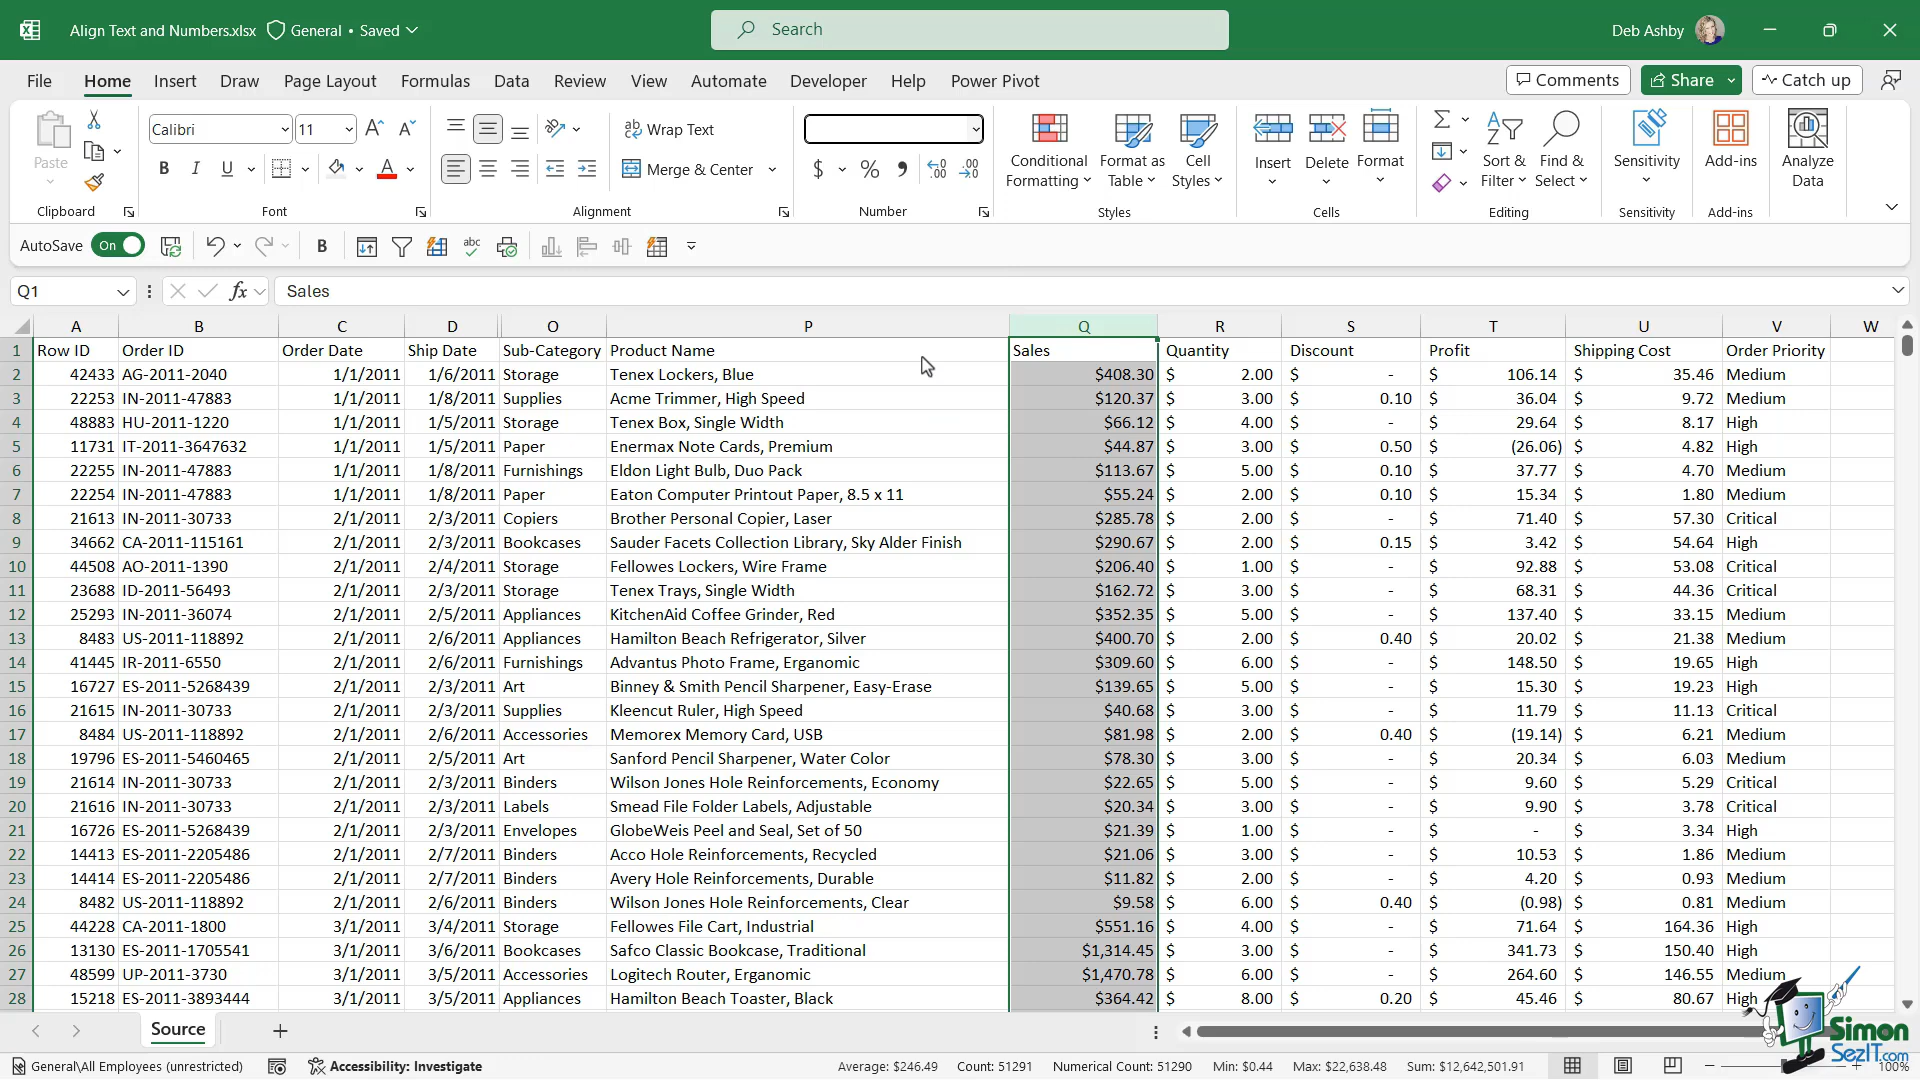 Align Text and Numbers.xlsx General • Saved
Search
Deb Ashby
File Home Insert Draw Page Layout Formulas Data Review View Automate Developer Help Power Pivot
Comments Share Catch up
Paste
Clipboard
Calibri 11
B I U
Font
Wrap Text
Merge & Center
Alignment
$ % ,
Number
Conditional Formatting
Format as Table
Cell Styles
Styles
Insert Delete Format
Cells
Sort & Filter
Find & Select
Editing
Sensitivity
Sensitivity
Add-ins
Add-ins
Analyze Data
AutoSave On B abc
Q1 fx Sales
A B C D O P Q R S T U V W
1 Row ID Order ID Order Date Ship Date Sub-Category Product Name Sales Quantity Discount Profit Shipping Cost Order Priority
2 42433 AG-2011-2040 1/1/2011 1/6/2011 Storage Tenex Lockers, Blue $408.30 $ 2.00 $ - $ 106.14 $ 35.46 Medium
3 22253 IN-2011-47883 1/1/2011 1/8/2011 Supplies Acme Trimmer, High Speed $120.37 $ 3.00 $ 0.10 $ 36.04 $ 9.72 Medium
4 48883 HU-2011-1220 1/1/2011 1/5/2011 Storage Tenex Box, Single Width $66.12 $ 4.00 $ - $ 29.64 $ 8.17 High
5 11731 IT-2011-3647632 1/1/2011 1/5/2011 Paper Enermax Note Cards, Premium $44.87 $ 3.00 $ 0.50 $ (26.06) $ 4.82 High
6 22255 IN-2011-47883 1/1/2011 1/8/2011 Furnishings Eldon Light Bulb, Duo Pack $113.67 $ 5.00 $ 0.10 $ 37.77 $ 4.70 Medium
7 22254 IN-2011-47883 1/1/2011 1/8/2011 Paper Eaton Computer Printout Paper, 8.5 x 11 $55.24 $ 2.00 $ 0.10 $ 15.34 $ 1.80 Medium
8 21613 IN-2011-30733 2/1/2011 2/3/2011 Copiers Brother Personal Copier, Laser $285.78 $ 2.00 $ - $ 71.40 $ 57.30 Critical
9 34662 CA-2011-115161 2/1/2011 2/3/2011 Bookcases Sauder Facets Collection Library, Sky Alder Finish $290.67 $ 2.00 $ 0.15 $ 3.42 $ 54.64 High
10 44508 AO-2011-1390 2/1/2011 2/4/2011 Storage Fellowes Lockers, Wire Frame $206.40 $ 1.00 $ - $ 92.88 $ 53.08 Critical
11 23688 ID-2011-56493 2/1/2011 2/3/2011 Storage Tenex Trays, Single Width $162.72 $ 3.00 $ - $ 68.31 $ 44.36 Critical
12 25293 IN-2011-36074 2/1/2011 2/5/2011 Appliances KitchenAid Coffee Grinder, Red $352.35 $ 5.00 $ - $ 137.40 $ 33.15 Medium
13 8483 US-2011-118892 2/1/2011 2/6/2011 Appliances Hamilton Beach Refrigerator, Silver $400.70 $ 2.00 $ 0.40 $ 20.02 $ 21.38 Medium
14 41445 IR-2011-6550 2/1/2011 2/6/2011 Furnishings Advantus Photo Frame, Erganomic $309.60 $ 6.00 $ - $ 148.50 $ 19.65 High
15 16727 ES-2011-5268439 2/1/2011 2/3/2011 Art Binney & Smith Pencil Sharpener, Easy-Erase $139.65 $ 5.00 $ - $ 15.30 $ 19.23 High
16 21615 IN-2011-30733 2/1/2011 2/3/2011 Supplies Kleencut Ruler, High Speed $40.68 $ 3.00 $ - $ 11.79 $ 11.13 Critical
17 8484 US-2011-118892 2/1/2011 2/6/2011 Accessories Memorex Memory Card, USB $81.98 $ 2.00 $ 0.40 $ (19.14) $ 6.21 Medium
18 19796 ES-2011-5460465 2/1/2011 2/5/2011 Art Sanford Pencil Sharpener, Water Color $78.30 $ 3.00 $ - $ 20.34 $ 6.03 Medium
19 21614 IN-2011-30733 2/1/2011 2/3/2011 Binders Wilson Jones Hole Reinforcements, Economy $22.65 $ 5.00 $ - $ 9.60 $ 5.29 Critical
20 21616 IN-2011-30733 2/1/2011 2/3/2011 Labels Smead File Folder Labels, Adjustable $20.34 $ 3.00 $ - $ 9.90 $ 3.78 Critical
21 16726 ES-2011-5268439 2/1/2011 2/3/2011 Envelopes GlobeWeis Peel and Seal, Set of 50 $21.39 $ 1.00 $ - $ - $ 3.34 High
22 14413 ES-2011-2205486 2/1/2011 2/7/2011 Binders Acco Hole Reinforcements, Recycled $21.06 $ 3.00 $ - $ 10.53 $ 1.86 Medium
23 14414 ES-2011-2205486 2/1/2011 2/7/2011 Binders Avery Hole Reinforcements, Durable $11.82 $ 2.00 $ - $ 4.20 $ 0.93 Medium
24 8482 US-2011-118892 2/1/2011 2/6/2011 Binders Wilson Jones Hole Reinforcements, Clear $9.58 $ 6.00 $ 0.40 $ (0.98) $ 0.81 Medium
25 44228 CA-2011-1800 3/1/2011 3/4/2011 Storage Fellowes File Cart, Industrial $551.16 $ 4.00 $ - $ 71.64 $ 164.36 High
26 13130 ES-2011-1705541 3/1/2011 3/6/2011 Bookcases Safco Classic Bookcase, Traditional $1,314.45 $ 3.00 $ - $ 341.73 $ 150.40 High
27 48599 UP-2011-3730 3/1/2011 3/5/2011 Accessories Logitech Router, Erganomic $1,470.78 $ 6.00 $ - $ 264.60 $ 146.55 Medium
28 15218 ES-2011-3893444 3/1/2011 3/5/2011 Appliances Hamilton Beach Toaster, Black $364.42 $ 8.00 $ 0.20 $ 45.46 $ 80.67 High
Source
Simon
SezIT.com
General\All Employees (unrestricted) Accessibility: Investigate Average: $246.49 Count: 51291 Numerical Count: 51290 Min: $0.44 Max: $22,638.48 Sum: $12,642,501.91 100%